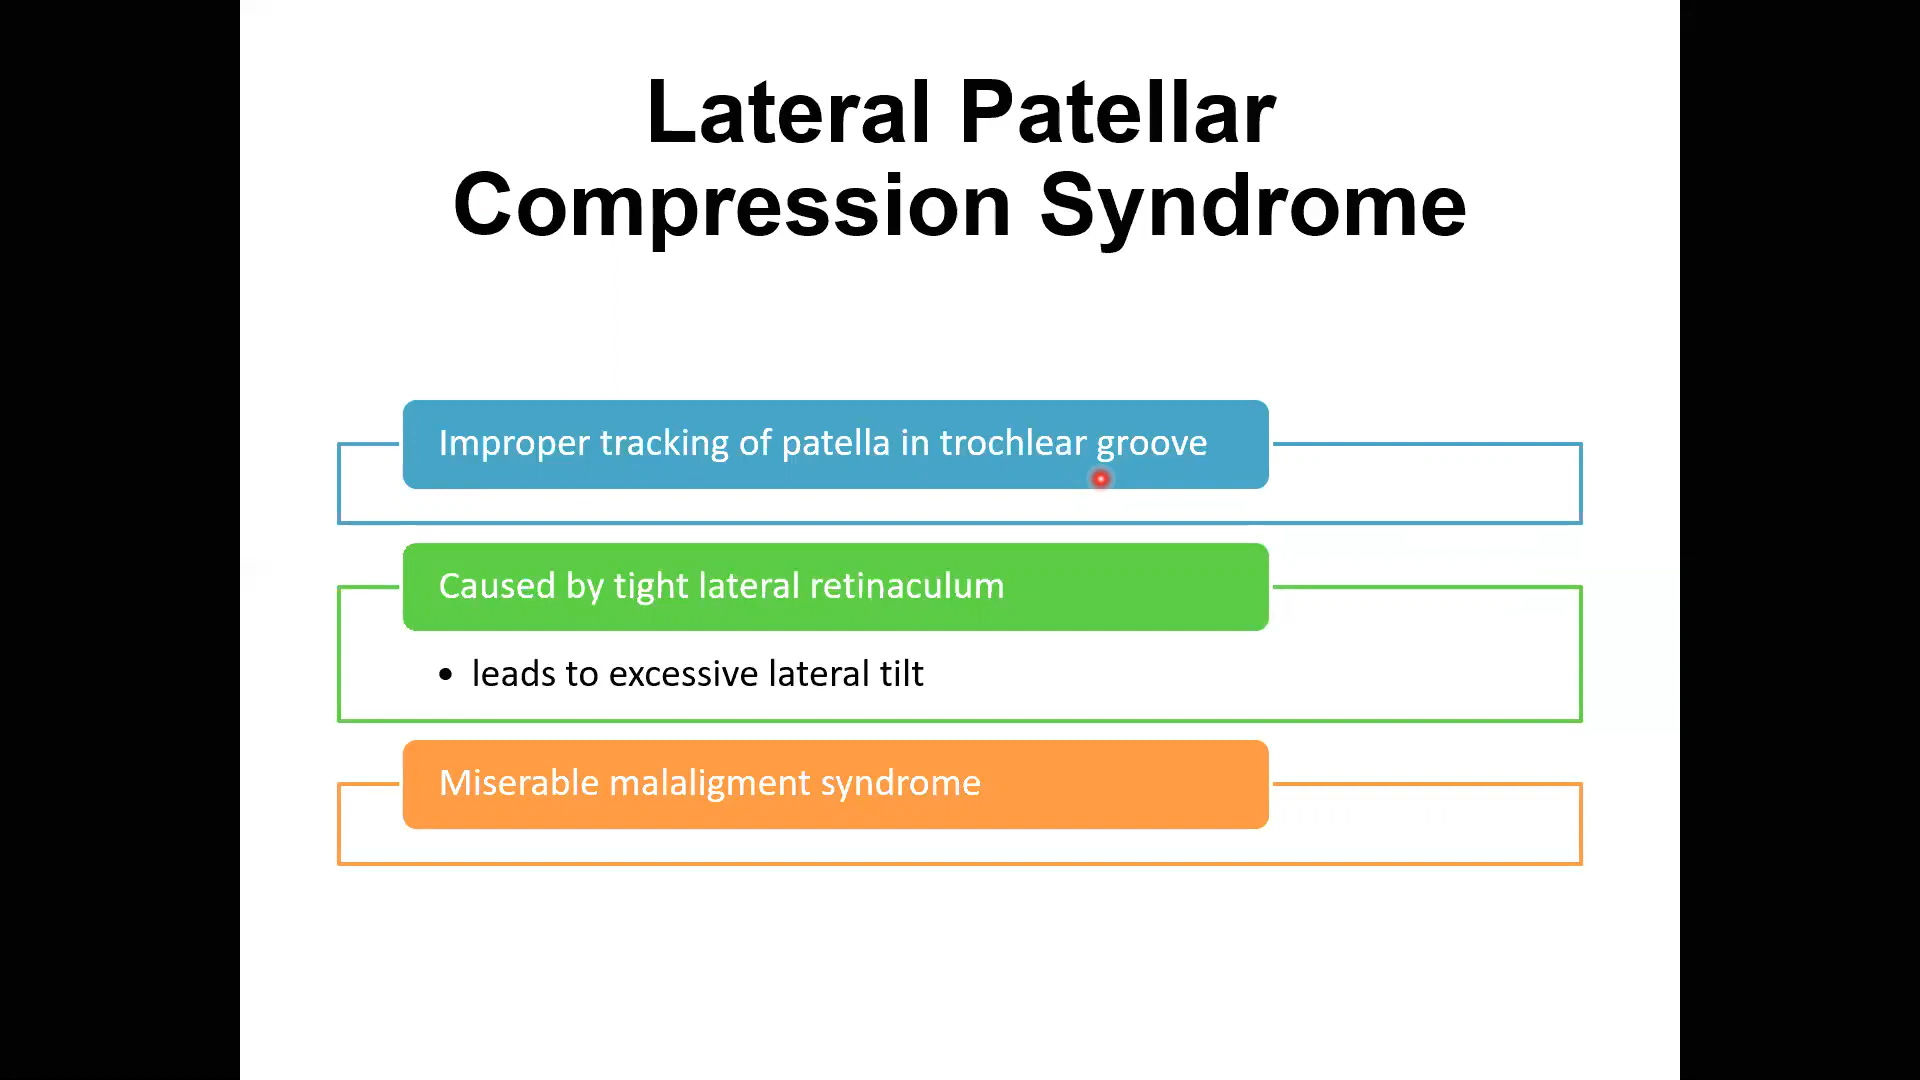 Lateral Patellar
Compression Syndrome
Improper tracking of patella in trochlear groove
Caused by tight lateral retinaculum
• leads to excessive lateral tilt
Miserable malaligment syndrome